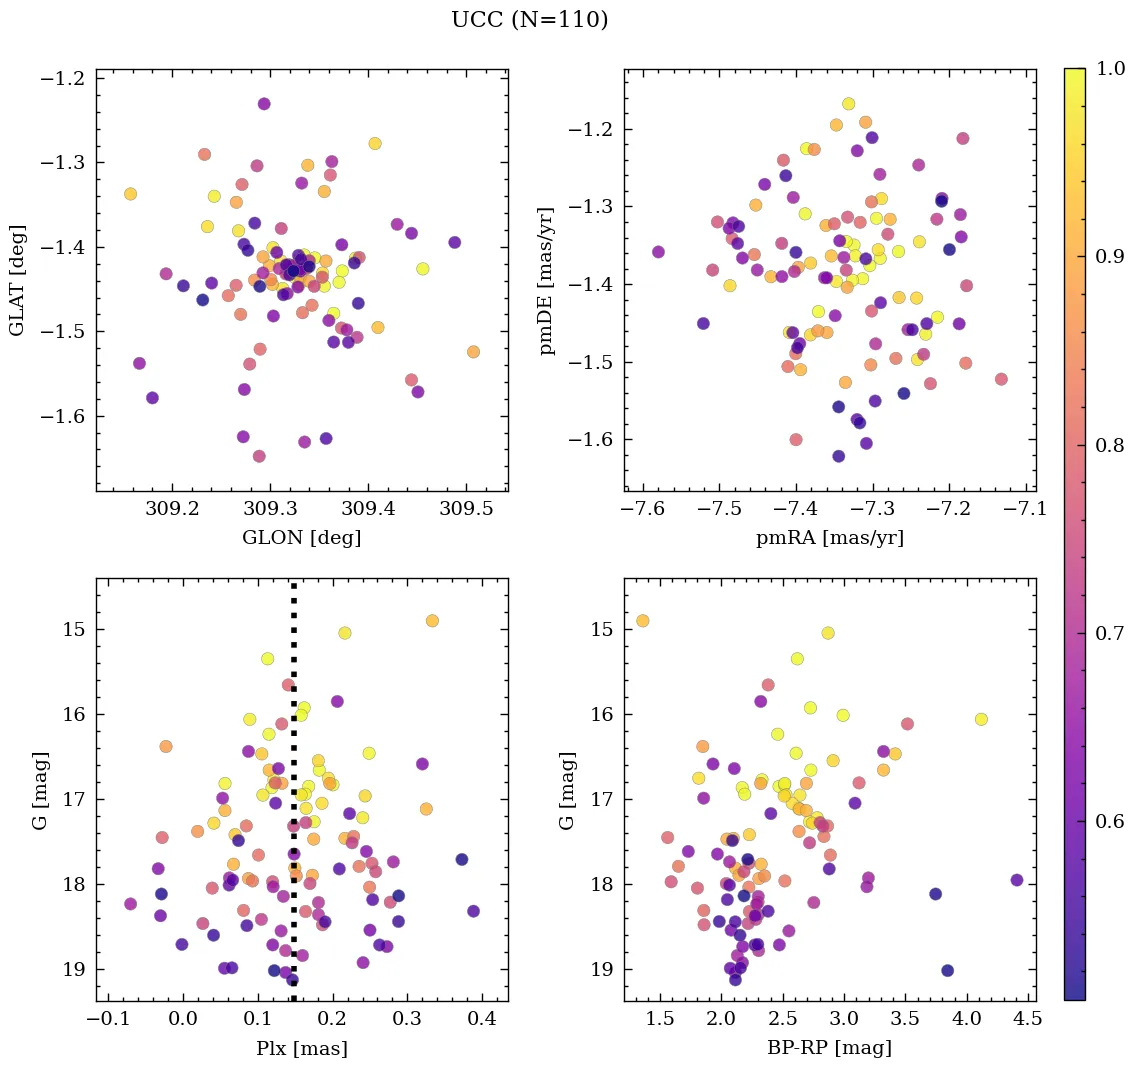 UCC (N=110)
−1.2
−1.3
−1.4
−1.5
−1.6
GLAT [deg]
309.2 309.3 309.4 309.5
GLON [deg]
−1.2
−1.3
−1.4
−1.5
−1.6
pmDE [mas/yr]
−7.6 −7.5 −7.4 −7.3 −7.2 −7.1
pmRA [mas/yr]
1.0
0.9
0.8
0.7
0.6
15
16
17
18
19
G [mag]
−0.1 0.0 0.1 0.2 0.3 0.4
Plx [mas]
15
16
17
18
19
G [mag]
1.5 2.0 2.5 3.0 3.5 4.0 4.5
BP-RP [mag]